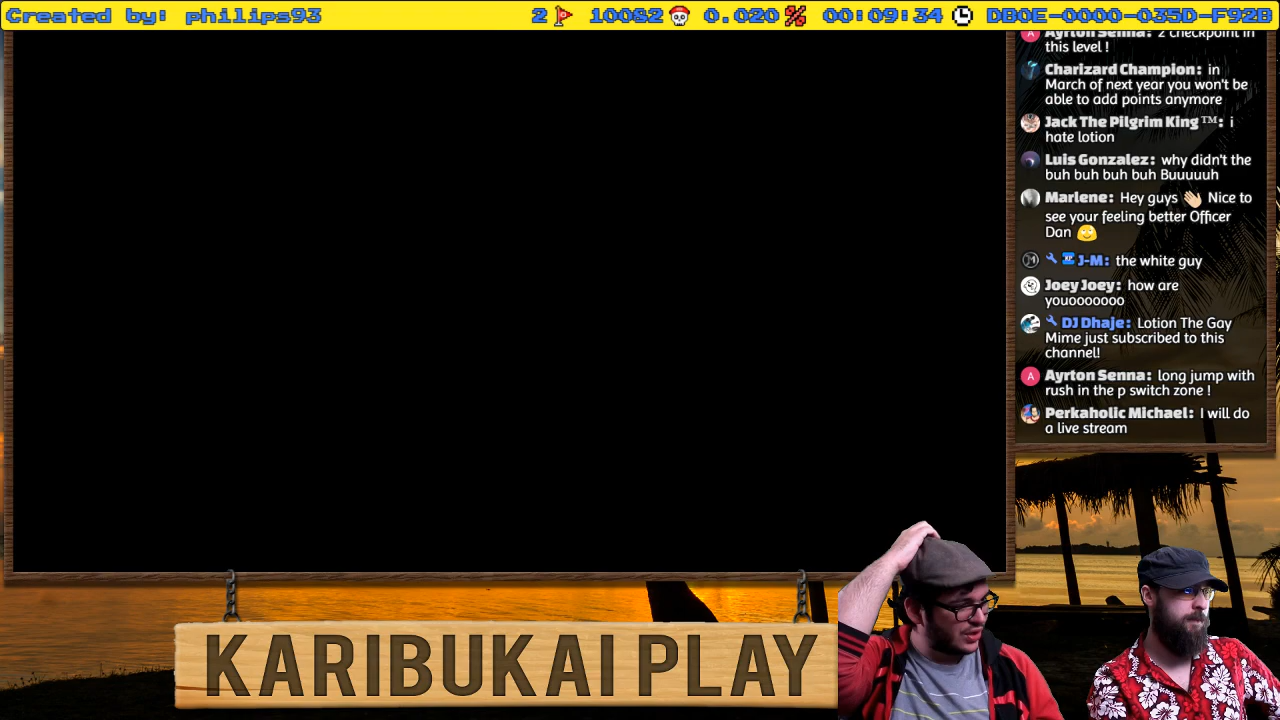 Created by: philips93 2 10082 0.020 00:09:34 DB0E-0000-035D-F92B
A Ayrton Senna: 2 checkpoint in
this level !
Charizard Champion: in
March of next year you won't be
able to add points anymore
Jack The Pilgrim King™: i
hate lotion
Luis Gonzalez: why didn't the
buh buh buh buh Buuuuuh
Marlene: Hey guys 👋🏻 Nice to
see your feeling better Officer
Dan 🙂
XP J-M: the white guy
Joey Joey: how are
youooooooo
DJ Dhaje: Lotion The Gay
Mime just subscribed to this
channel!
A Ayrton Senna: long jump with
rush in the p switch zone !
Perkaholic Michael: I will do
a live stream
KARIBUKAI PLAY